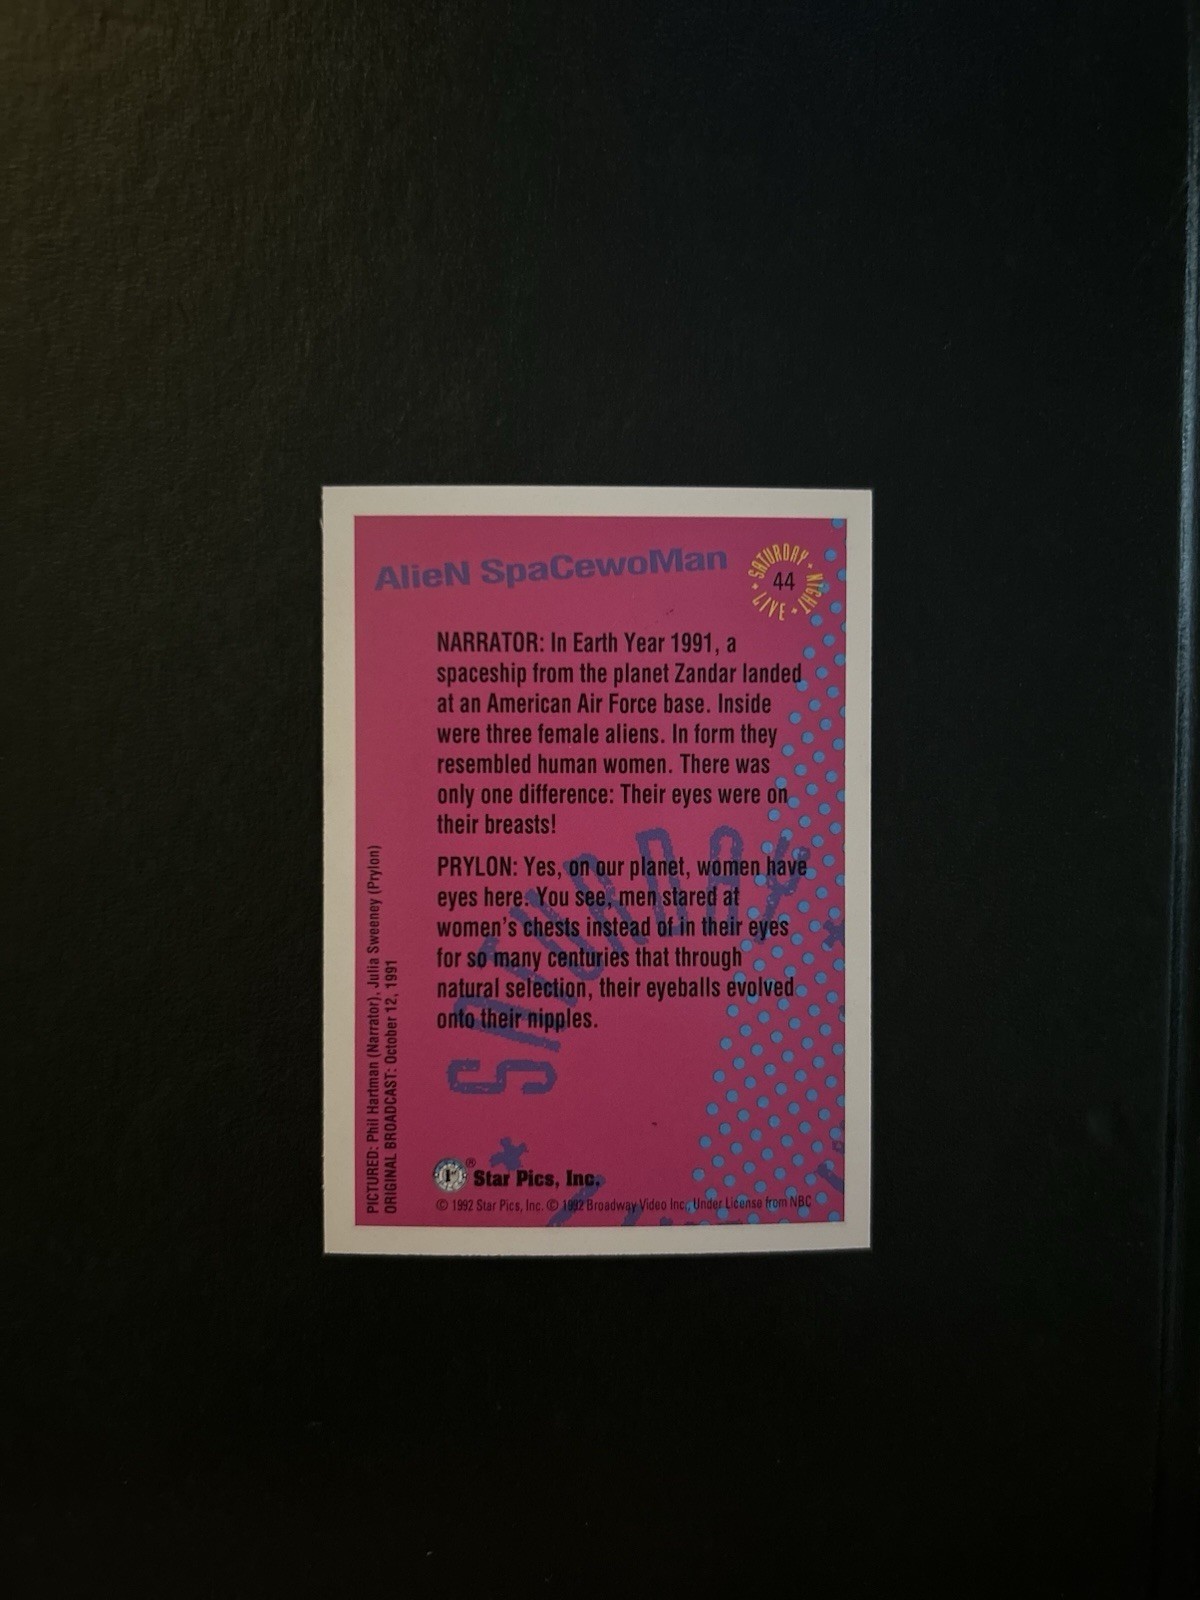 AlieN SpaCewoMan
SATURDAY NIGHT LIVE
44
NARRATOR: In Earth Year 1991, a
spaceship from the planet Zandar landed
at an American Air Force base. Inside
were three female aliens. In form they
resembled human women. There was
only one difference: Their eyes were on
their breasts!
PRYLON: Yes, on our planet, women have
eyes here. You see, men stared at
women's chests instead of in their eyes
for so many centuries that through
natural selection, their eyeballs evolved
onto their nipples.
SATURDAY
PICTURED: Phil Hartman (Narrator), Julia Sweeney (Prylon)
ORIGINAL BROADCAST: October 12, 1991
® Star Pics, Inc.
© 1992 Star Pics, Inc. © 1992 Broadway Video Inc., Under License from NBC